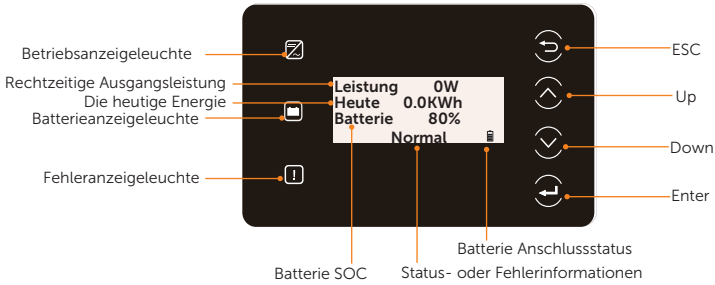 Betriebsanzeigeleuchte
Rechtzeitige Ausgangsleistung
Die heutige Energie
Batterieanzeigeleuchte
Fehleranzeigeleuchte
Leistung 0W
Heute 0.0KWh
Batterie 80%
Normal
ESC
Up
Down
Enter
Batterie Anschlussstatus
Batterie SOC
Status- oder Fehlerinformationen